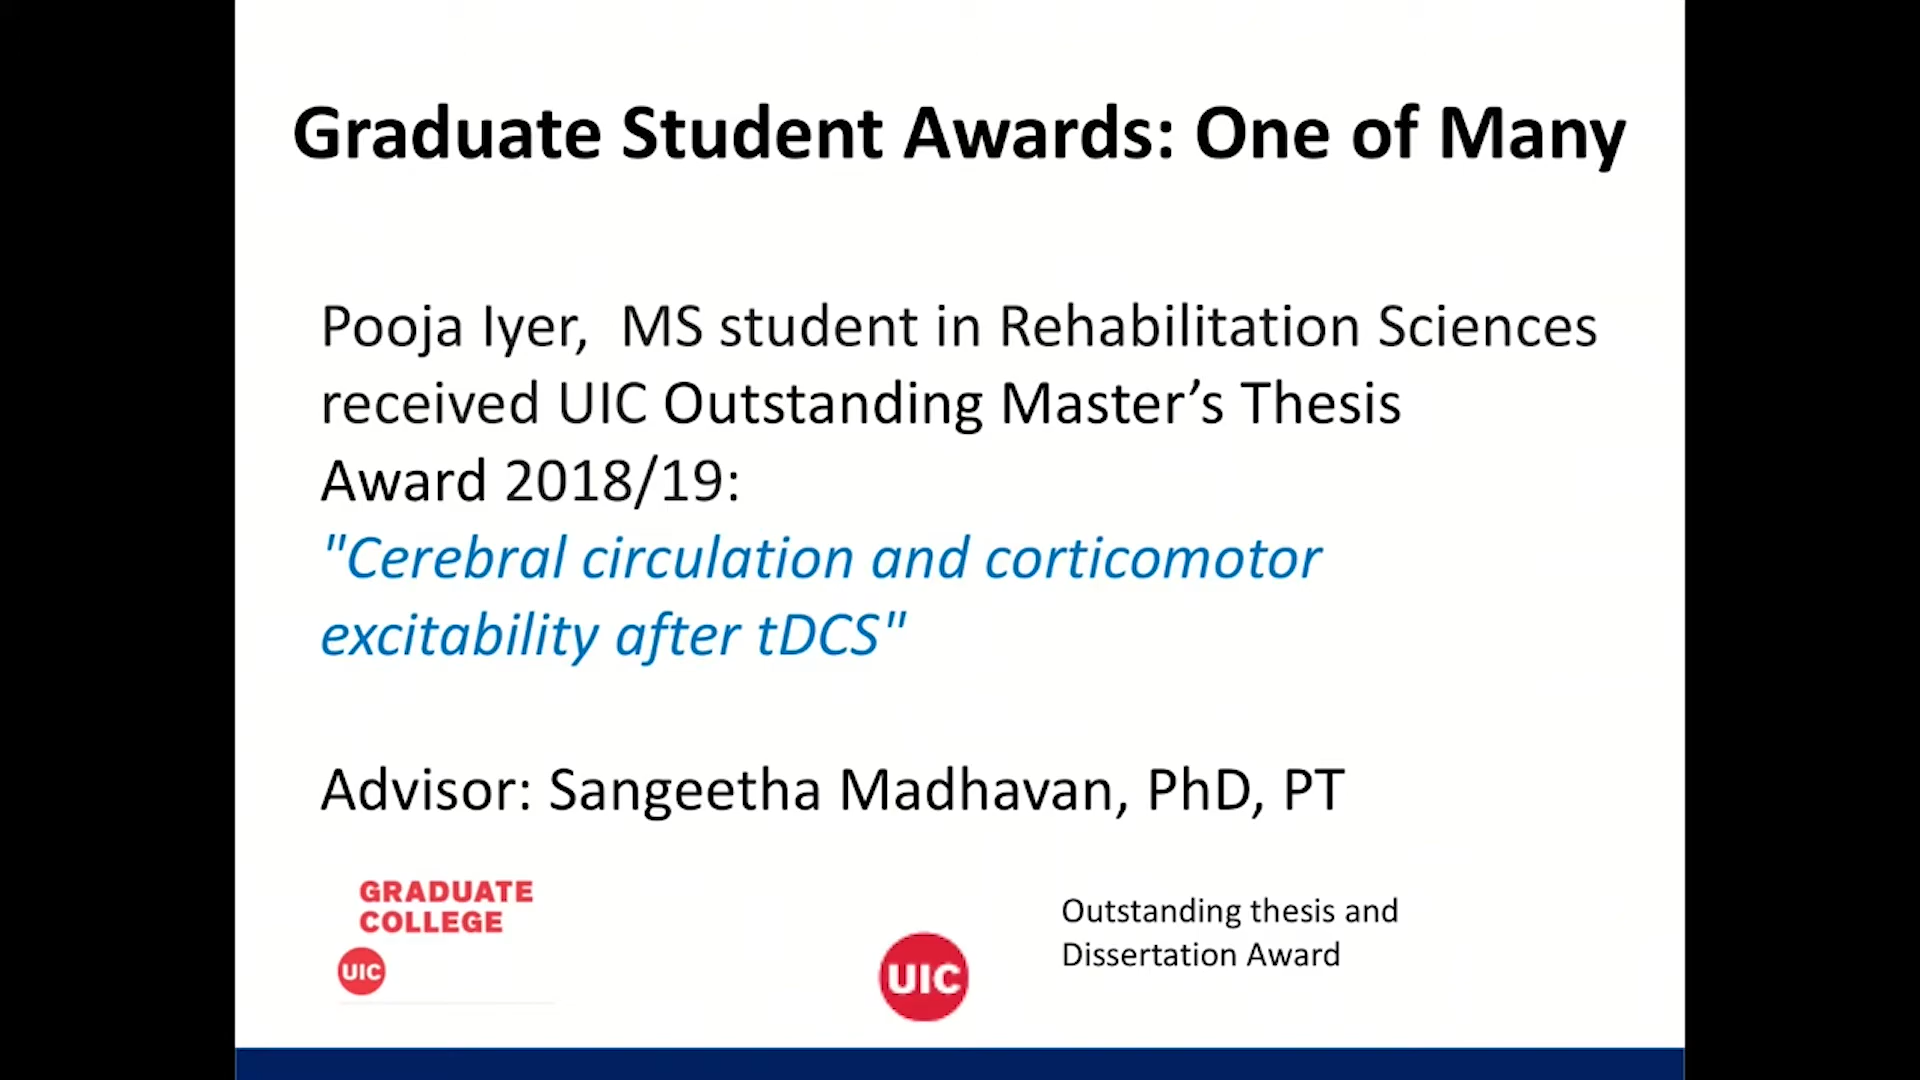 Graduate Student Awards: One of Many
Pooja Iyer, MS student in Rehabilitation Sciences
received UIC Outstanding Master’s Thesis
Award 2018/19:
"Cerebral circulation and corticomotor
excitability after tDCS"
Advisor: Sangeetha Madhavan, PhD, PT
GRADUATE
COLLEGE
UIC
UIC
Outstanding thesis and
Dissertation Award